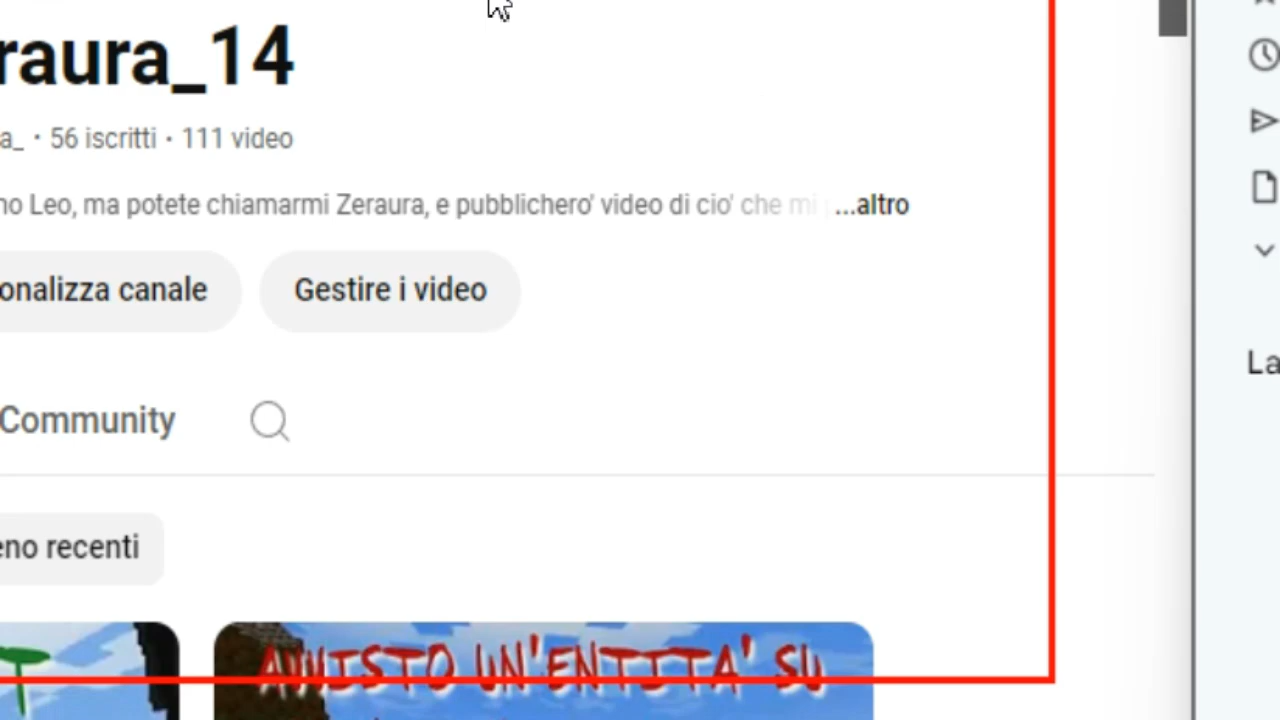 raura_14
a_ · 56 iscritti · 111 video
no Leo, ma potete chiamarmi Zeraura, e pubblichero' video di cio' che mi ...altro
onalizza canale
Gestire i video
Community
eno recenti
T
AVVISTO UN'ENTITA' SU
La